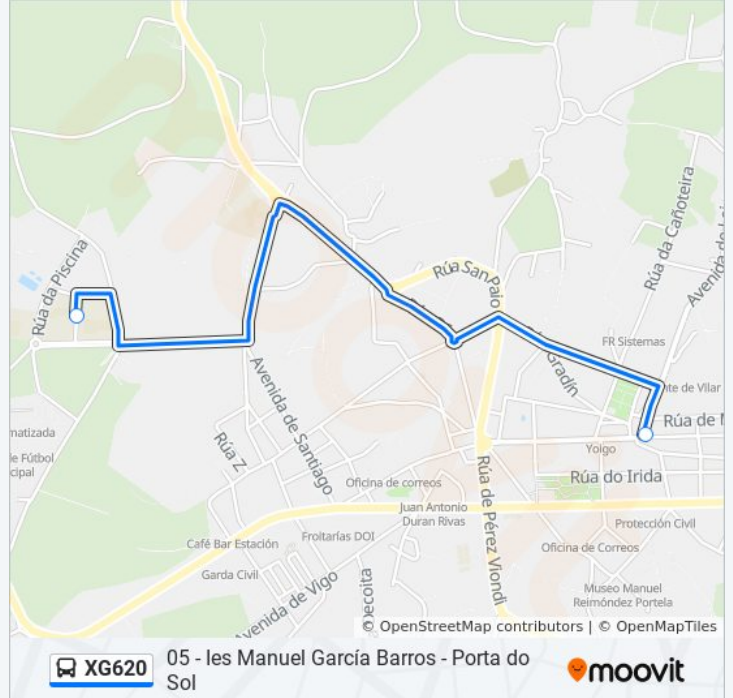 Rúa da Piscina
Rúa San Paio
Rúa da Cañoteira
Avenida de
FR Sistemas
Gradín
nte de Vilar
Rúa de
Avenida de Santiago
Rúa Z
matizada
e Fútbol
cipal
Yoigo
Rúa do Irida
Oficina de correos
Juan Antonio
Duran Rivas
Rúa de Pérez Viondi
Protección Civil
Café Bar Estación
Froitarías DOI
Oficina de Correos
Garda Civil
Avenida de Vigo
Museo Manuel
Reimóndez Portela
© OpenStreetMap contributors | © OpenMapTiles
XG620
05 - Ies Manuel García Barros - Porta do
Sol
moovit